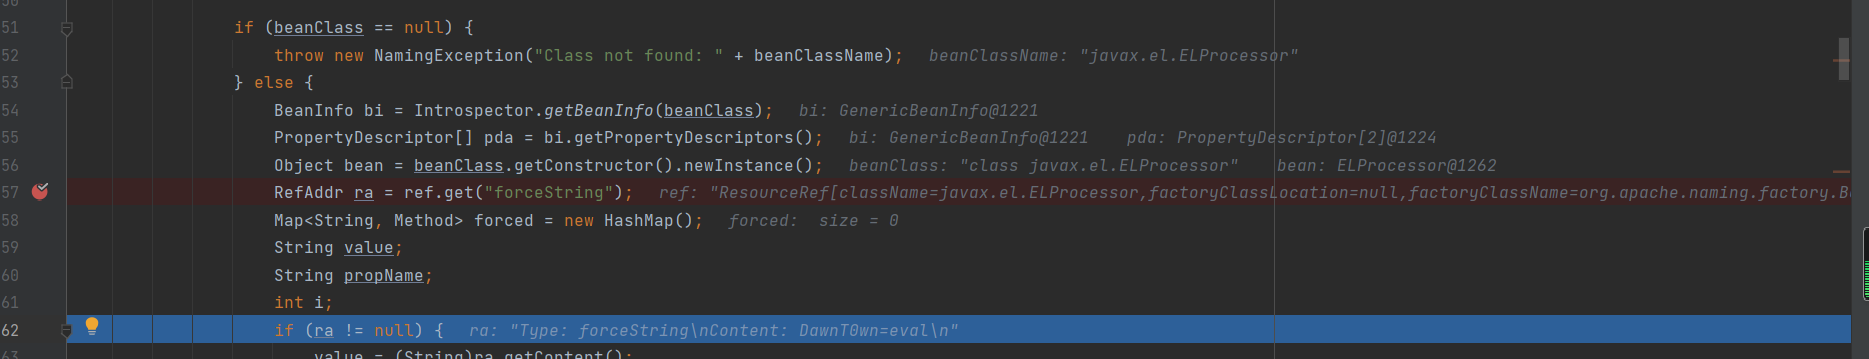 51 if (beanClass == null) {
52 throw new NamingException("Class not found: " + beanClassName); beanClassName: "javax.el.ELProcessor"
53 } else {
54 BeanInfo bi = Introspector.getBeanInfo(beanClass); bi: GenericBeanInfo@1221
55 PropertyDescriptor[] pda = bi.getPropertyDescriptors(); bi: GenericBeanInfo@1221 pda: PropertyDescriptor[2]@1224
56 Object bean = beanClass.getConstructor().newInstance(); beanClass: "class javax.el.ELProcessor" bean: ELProcessor@1262
57 RefAddr ra = ref.get("forceString"); ref: "ResourceRef[className=javax.el.ELProcessor,factoryClassLocation=null,factoryClassName=org.apache.naming.factory.Be
58 Map<String, Method> forced = new HashMap(); forced: size = 0
59 String value;
60 String propName;
61 int i;
62 if (ra != null) { ra: "Type: forceString\nContent: DawnT0wn=eval\n"
63 value = (String)ra.getContent();